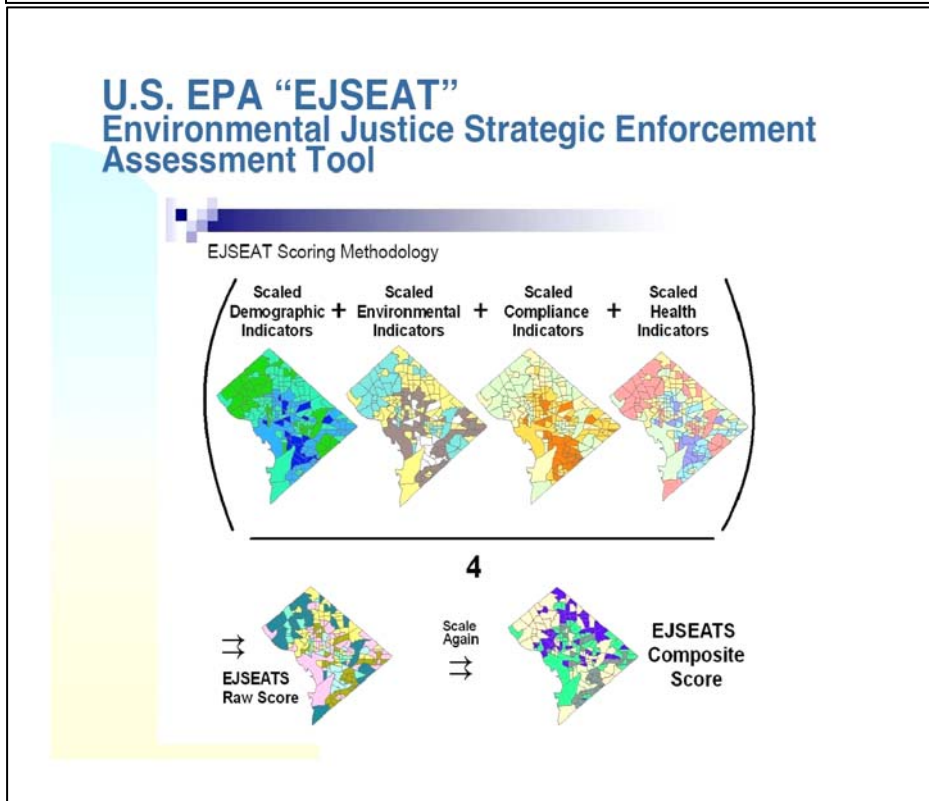 U.S. EPA “EJSEAT”
Environmental Justice Strategic Enforcement
Assessment Tool
EJSEAT Scoring Methodology
Scaled
Demographic
Indicators
+
Scaled
Environmental
Indicators
+
Scaled
Compliance
Indicators
+
Scaled
Health
Indicators
4
EJSEATS
Raw Score
Scale
Again
EJSEATS
Composite
Score